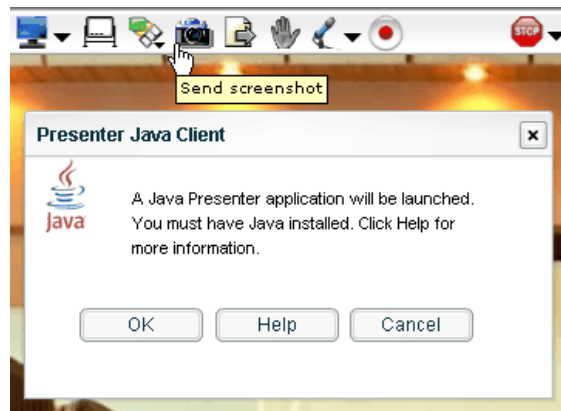 STOP
Send screenshot
Presenter Java Client
Java
A Java Presenter application will be launched.
You must have Java installed. Click Help for
more information.
OK Help Cancel